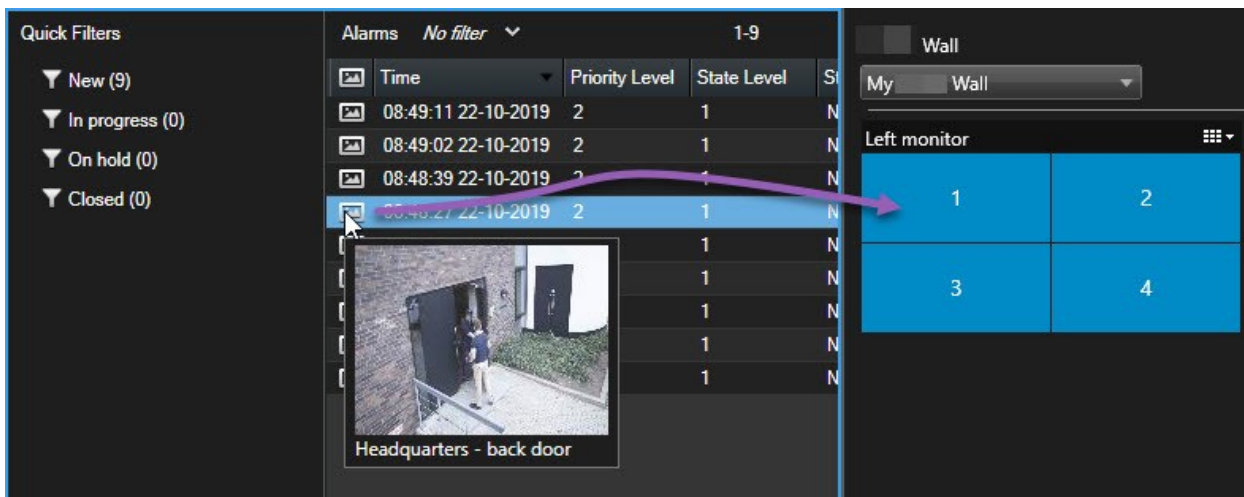 Quick Filters
New (9)
In progress (0)
On hold (0)
Closed (0)
Alarms No filter 1-9
Time Priority Level State Level
08:49:11 22-10-2019 2 1 N
08:49:02 22-10-2019 2 1 N
08:48:39 22-10-2019 2 1 N
22-10-2019 2 1 N
1 N
1 N
1 N
1 N
1 N
Headquarters - back door
Wall
My Wall
Left monitor
1 2
3 4